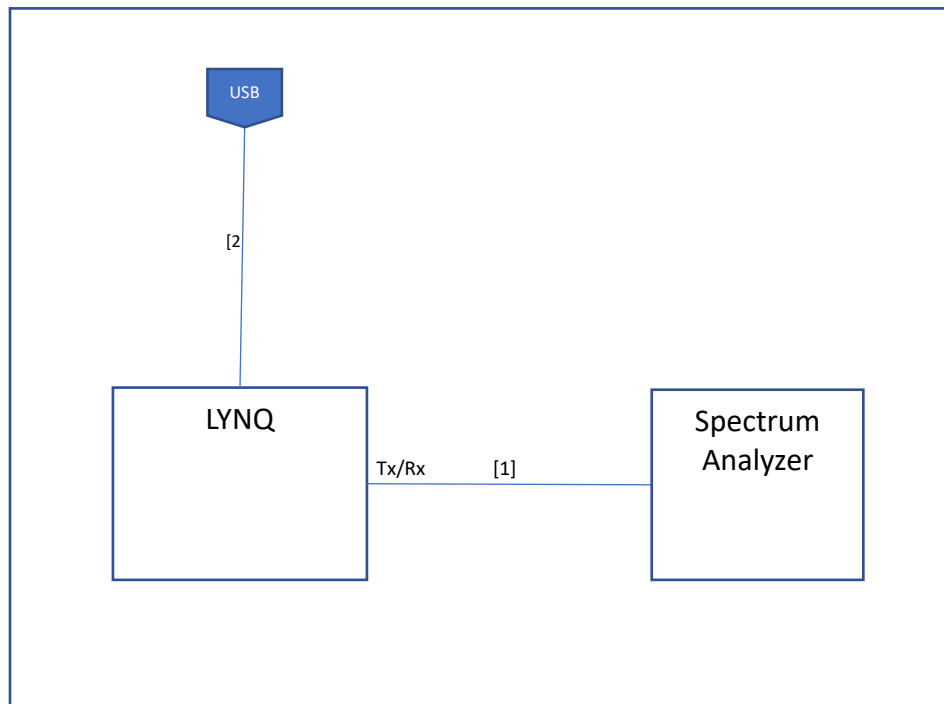 USB
[2
LYNQ
Spectrum
Analyzer
Tx/Rx
[1]